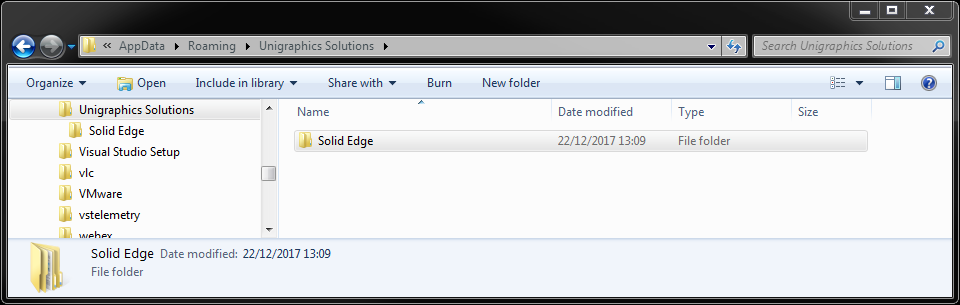 « AppData Roaming Unigraphics Solutions Search Unigraphics Solutions
Organize Open Include in library Share with Burn New folder
Unigraphics Solutions
Solid Edge
Visual Studio Setup
vlc
VMware
vstelemetry
webex
Name Date modified Type Size
Solid Edge 22/12/2017 13:09 File folder
Solid Edge Date modified: 22/12/2017 13:09
File folder